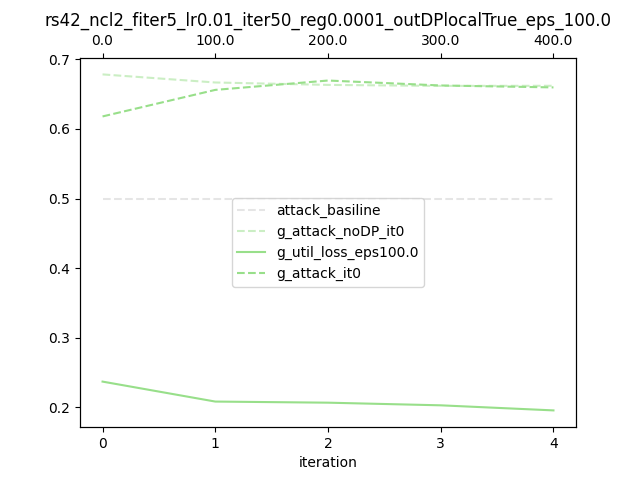 rs42_ncl2_fiter5_lr0.01_iter50_reg0.0001_outDPlocalTrue_eps_100.0
0.0 100.0 200.0 300.0 400.0
0.7
0.6
0.5
0.4
0.3
0.2
attack_basiline
g_attack_noDP_it0
g_util_loss_eps100.0
g_attack_it0
0 1 2 3 4
iteration